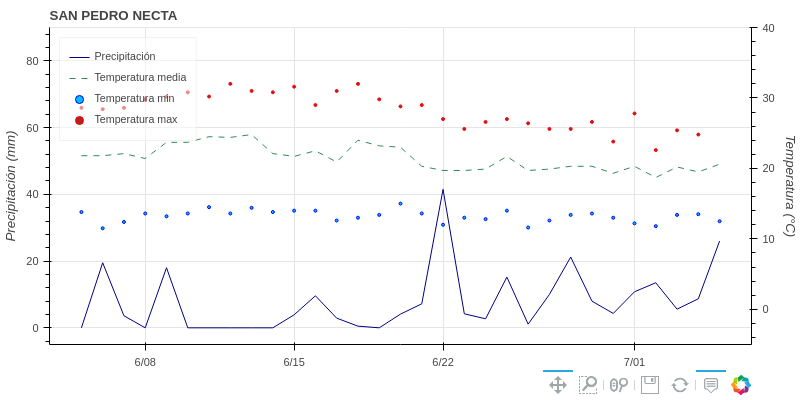 SAN PEDRO NECTA
Precipitación
Temperatura media
Temperatura min
Temperatura max
Precipitación (mm)
80
60
40
20
0
Temperatura (°C)
40
30
20
10
0
6/08
6/15
6/22
7/01